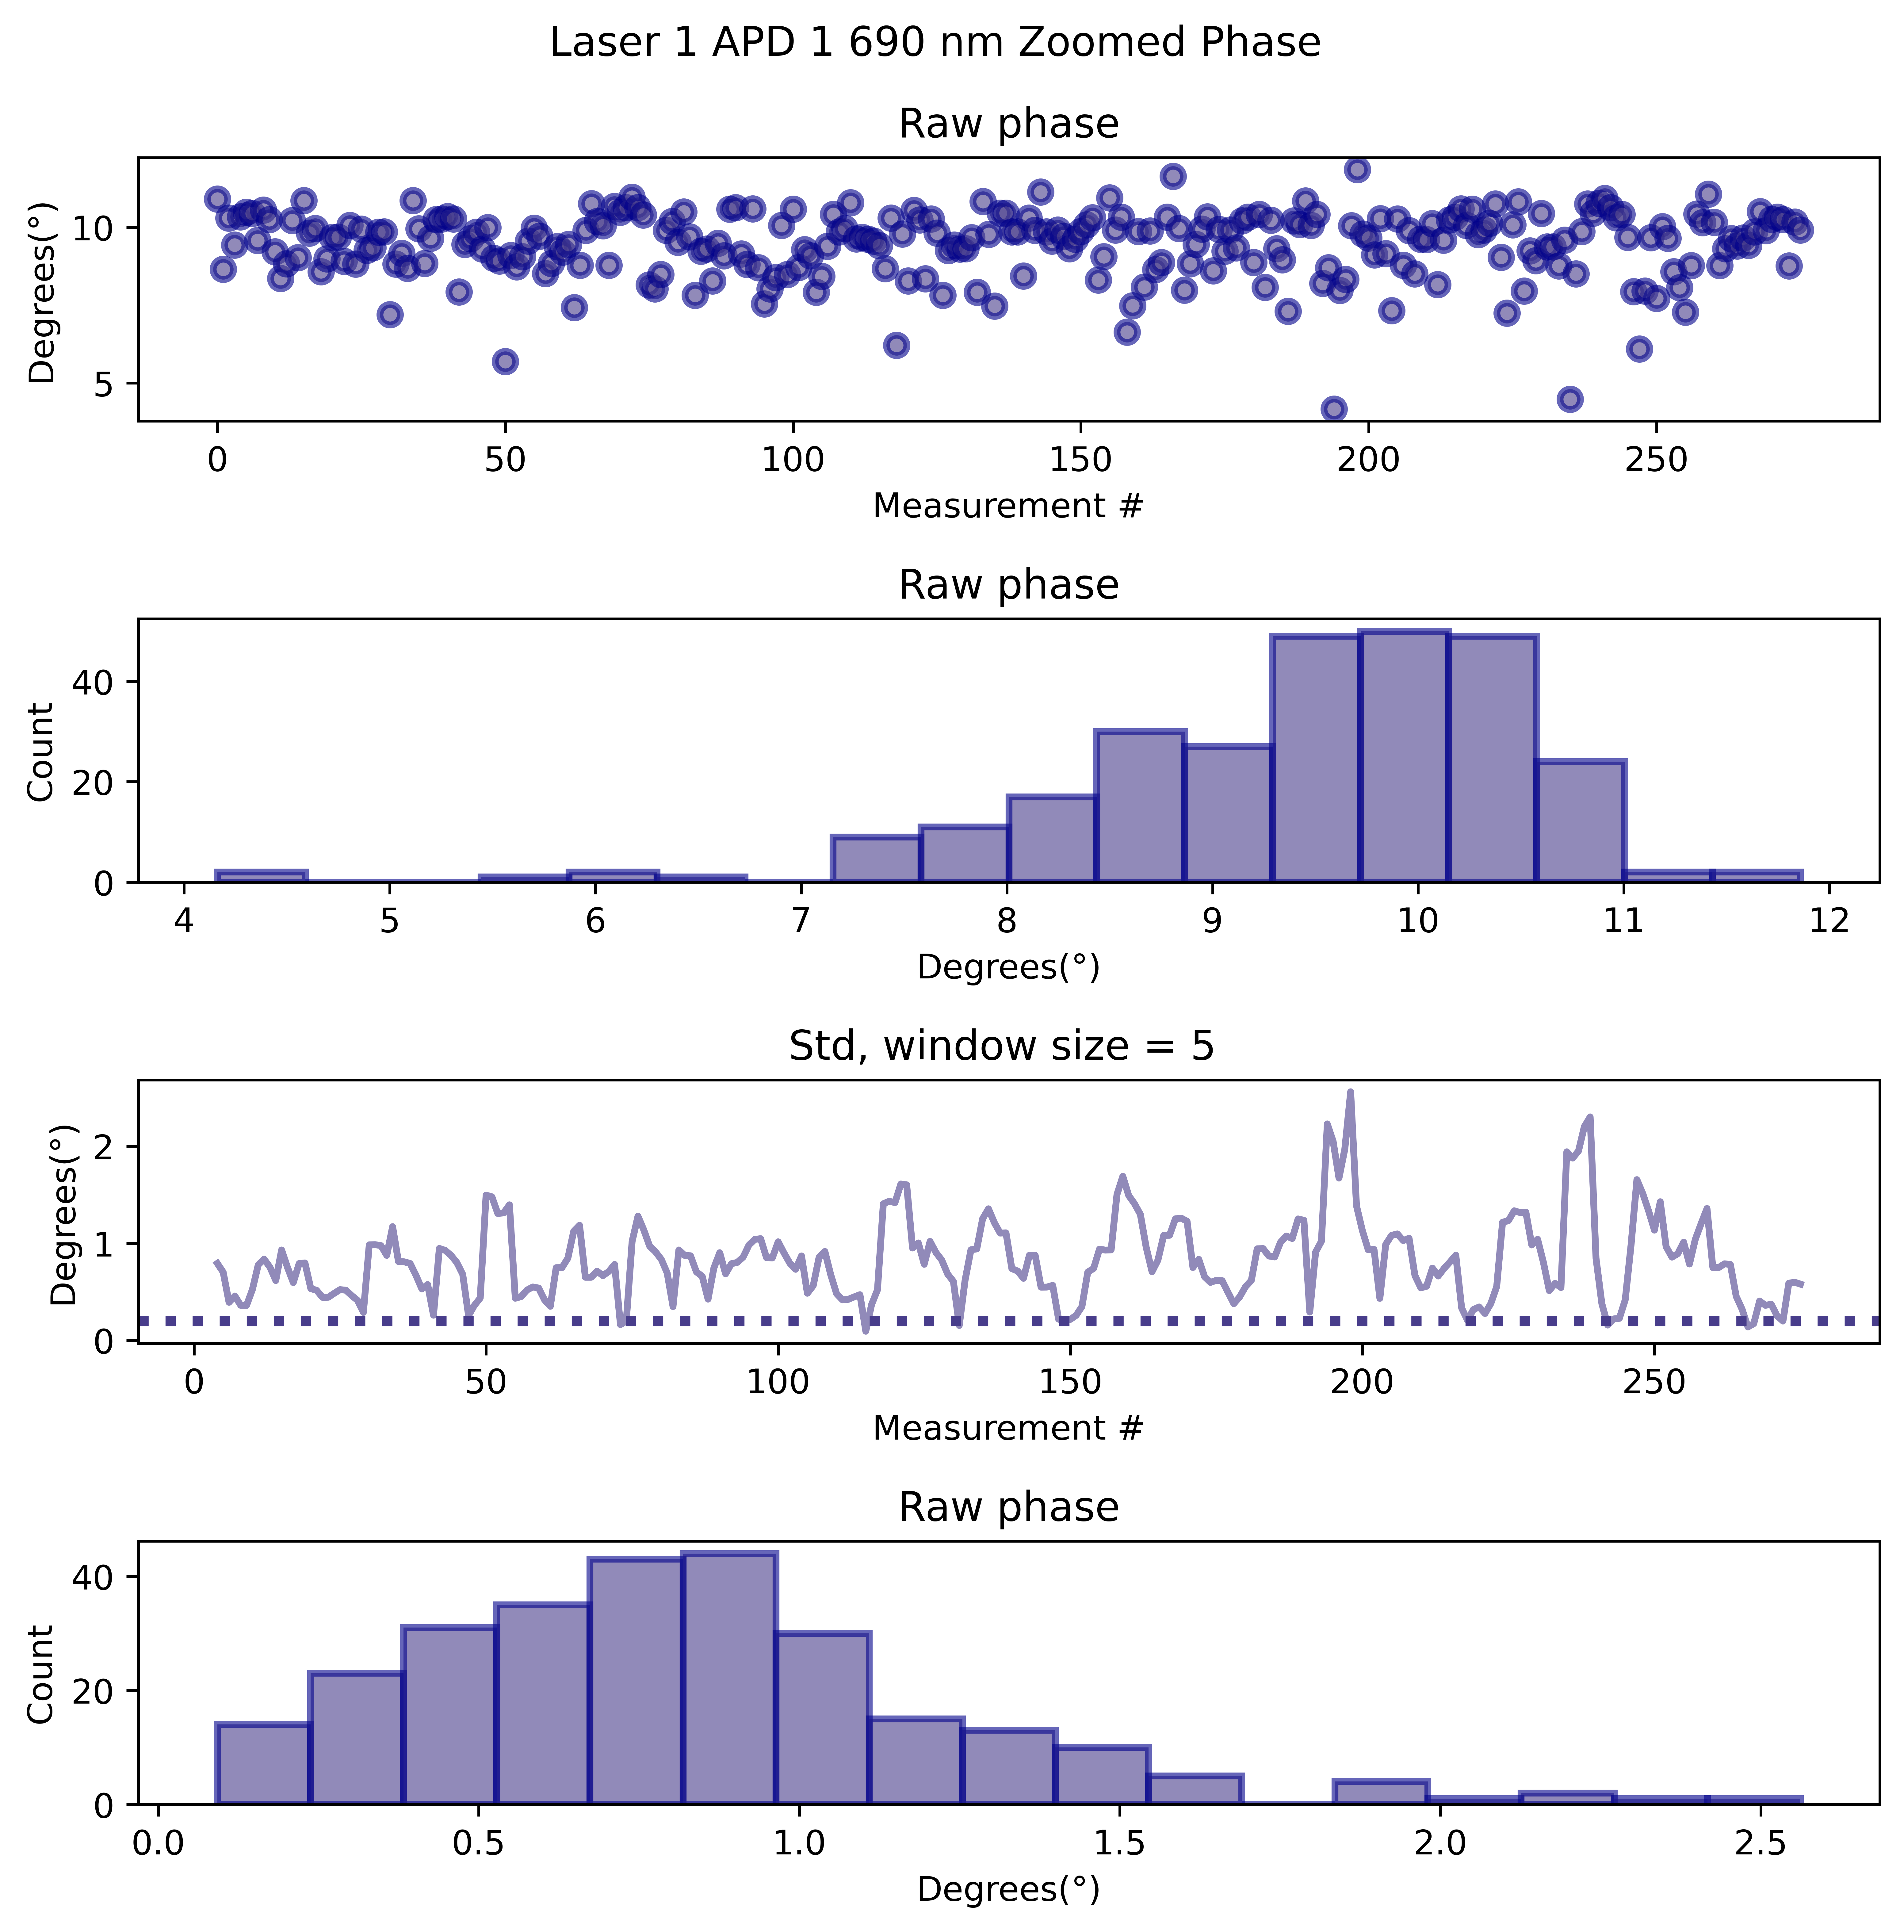 Laser 1 APD 1 690 nm Zoomed Phase
Raw phase
Degrees(°)
10
5
0 50 100 150 200 250
Measurement #
Raw phase
Count
40
20
0
4 5 6 7 8 9 10 11 12
Degrees(°)
Std, window size = 5
Degrees(°)
2
1
0
0 50 100 150 200 250
Measurement #
Raw phase
Count
40
20
0
0.0 0.5 1.0 1.5 2.0 2.5
Degrees(°)